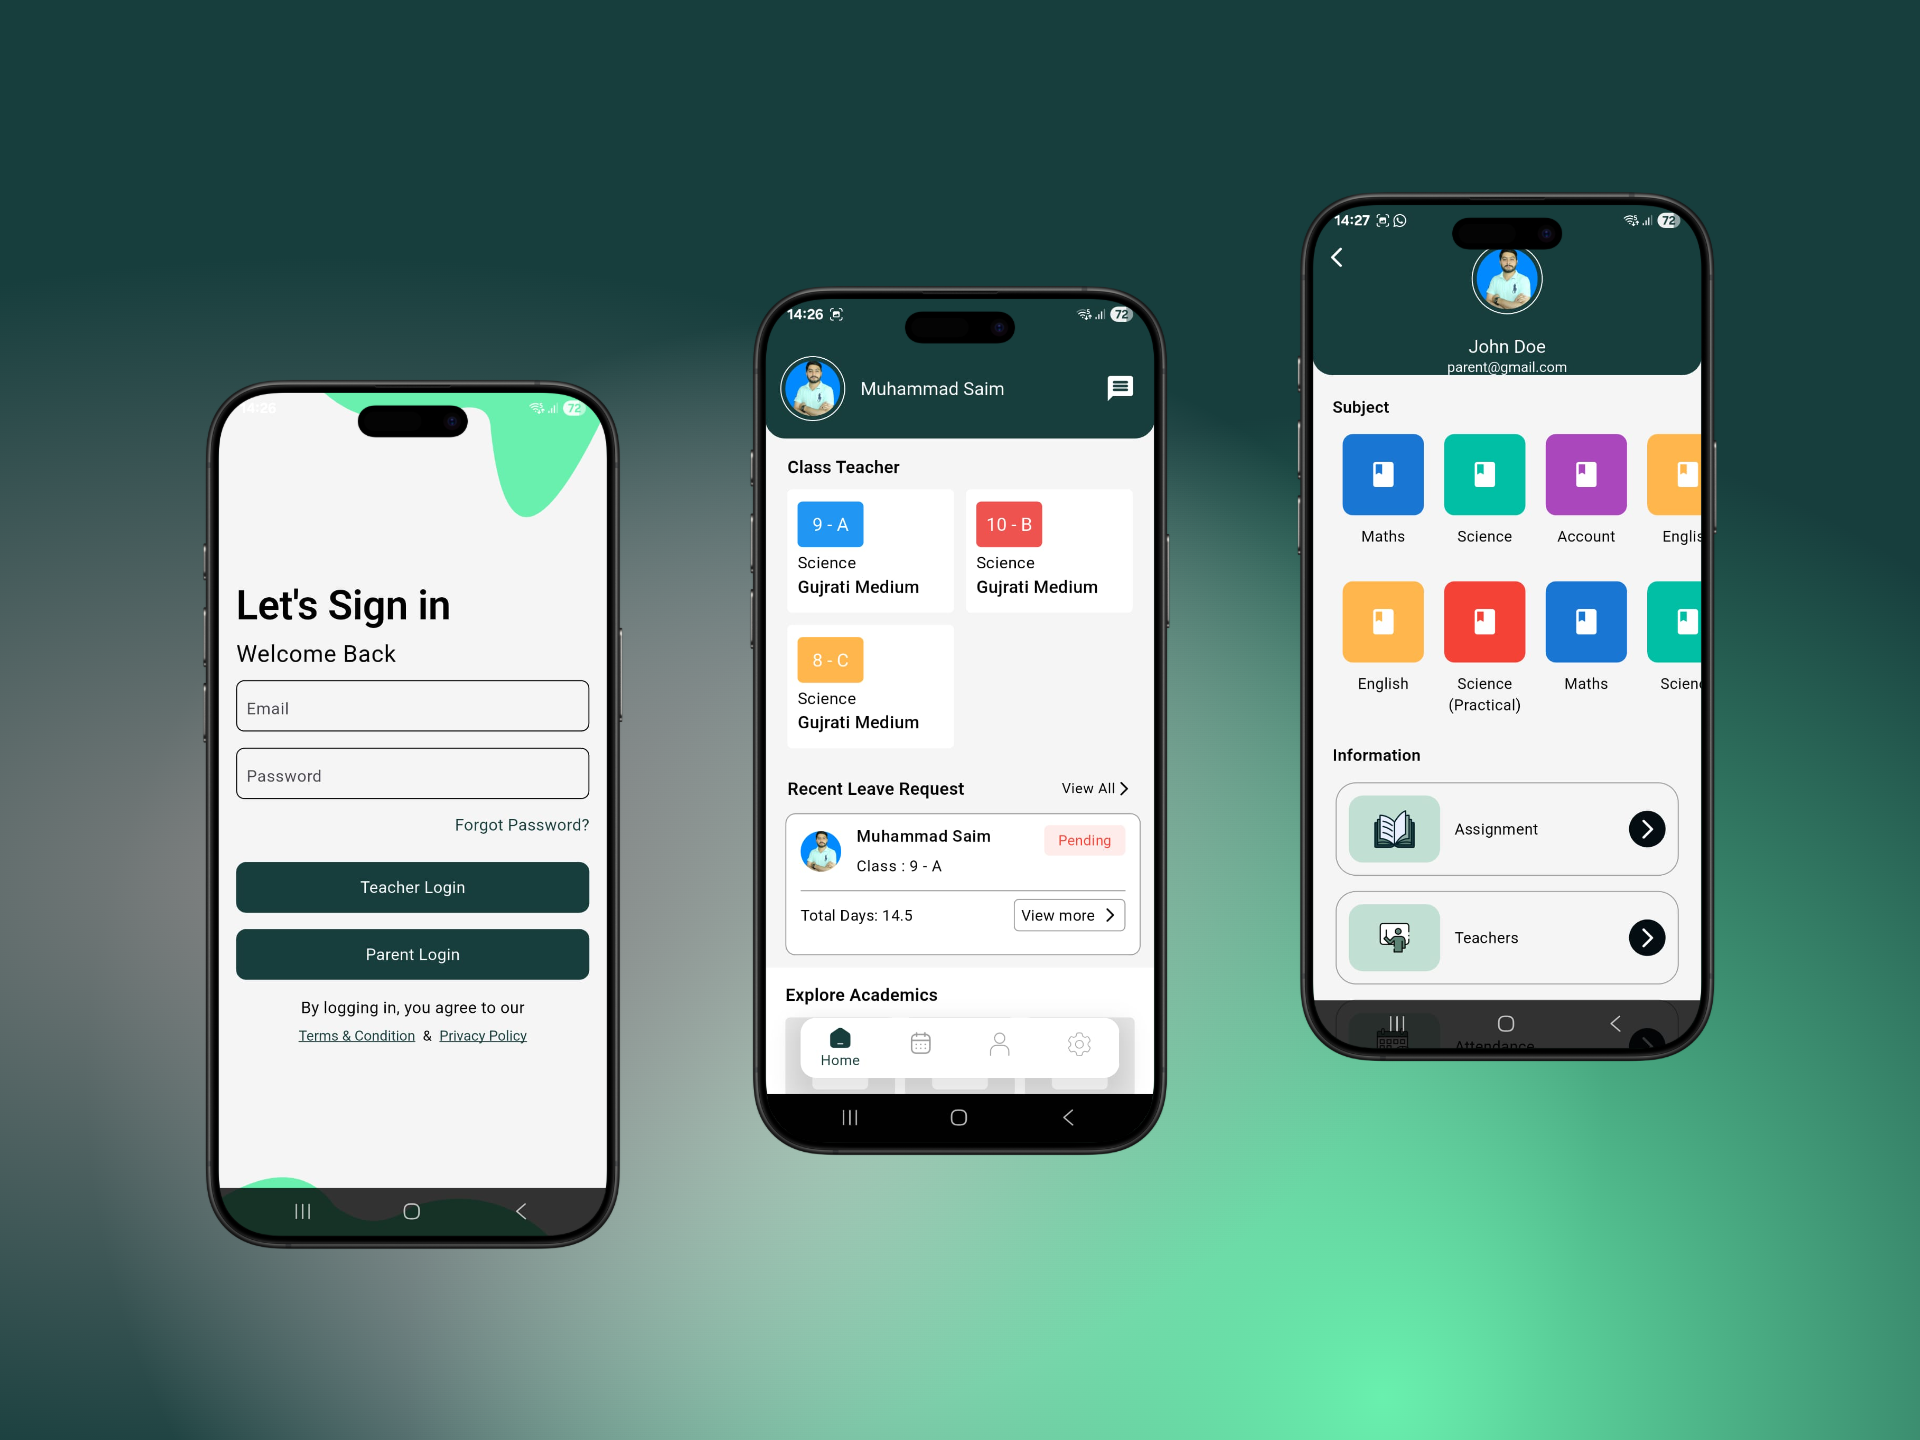 14:26
72
Let's Sign in
Welcome Back
Email
Password
Forgot Password?
Teacher Login
Parent Login
By logging in, you agree to our
Terms & Condition & Privacy Policy
14:26
72
Muhammad Saim
Class Teacher
9 - A
Science
Gujrati Medium
10 - B
Science
Gujrati Medium
8 - C
Science
Gujrati Medium
Recent Leave Request
View All
Muhammad Saim
Pending
Class : 9 - A
Total Days: 14.5
View more
Explore Academics
Home
14:27
72
John Doe
parent@gmail.com
Subject
Maths
Science
Account
Englis
English
Science
(Practical)
Maths
Scienc
Information
Assignment
Teachers
Attendance